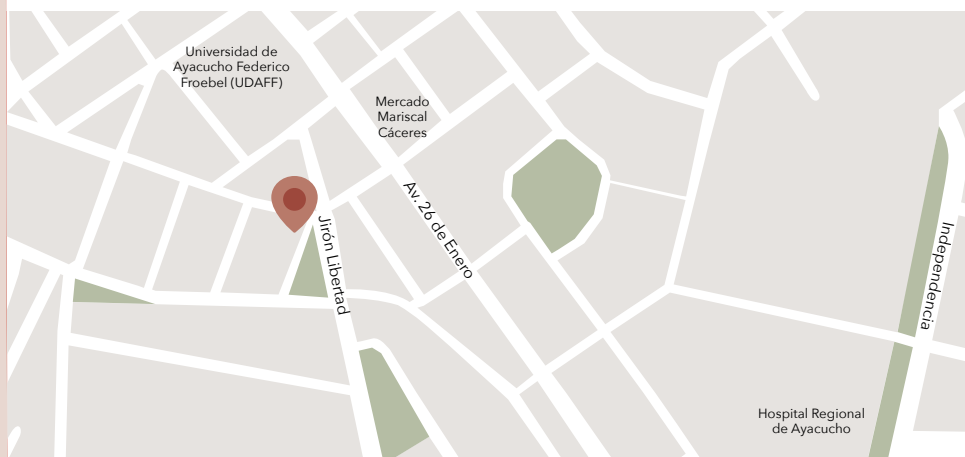 Universidad de
Ayacucho Federico
Froebel (UDAFF)
Mercado
Mariscal
Cáceres
Av. 26 de Enero
Jirón Libertad
Independencia
Hospital Regional
de Ayacucho